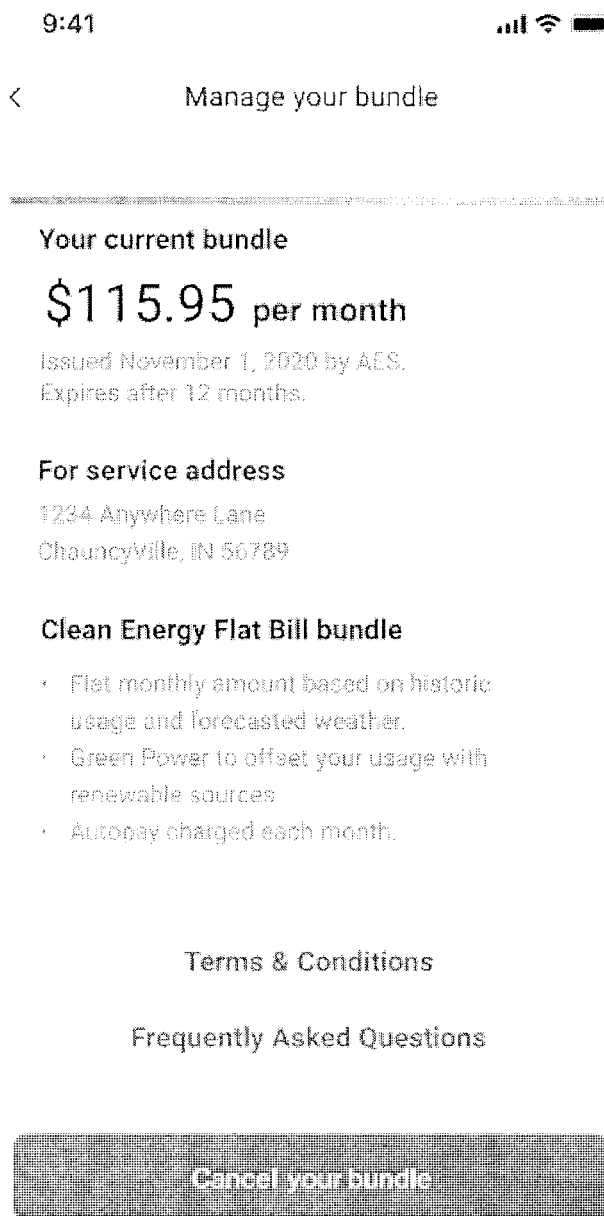 9:41
Manage your bundle
Your current bundle
$115.95 per month
Issued November 1, 2020 by AES.
Expires after 12 months.
For service address
1234 Anywhere Lane
ChauncyVille, IN 56789
Clean Energy Flat Bill bundle
· Flat monthly amount based on historic
usage and forecasted weather.
· Green Power to offset your usage with
renewable sources
· Autopay charged each month.
Terms & Conditions
Frequently Asked Questions
Cancel your bundle